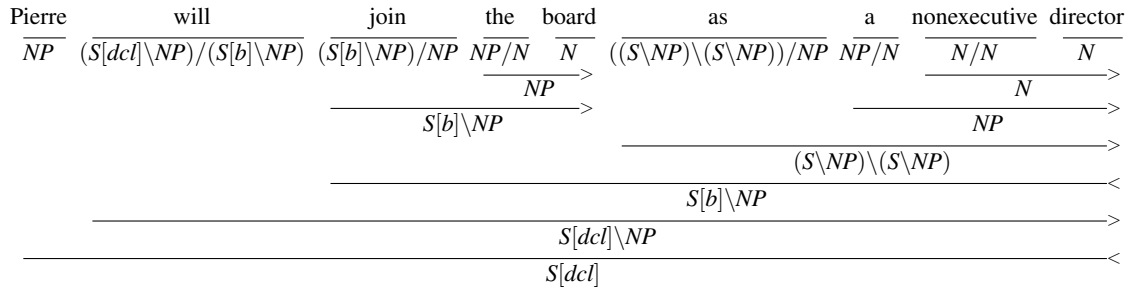 Pierre will join the board as a nonexecutive director
NP (S[dcl]\NP)/(S[b]\NP) (S[b]\NP)/NP NP/N N ((S\NP)\(S\NP))/NP NP/N N/N N
> >
NP N
> >
S[b]\NP NP
>
(S\NP)\(S\NP)
<
S[b]\NP
>
S[dcl]\NP
<
S[dcl]